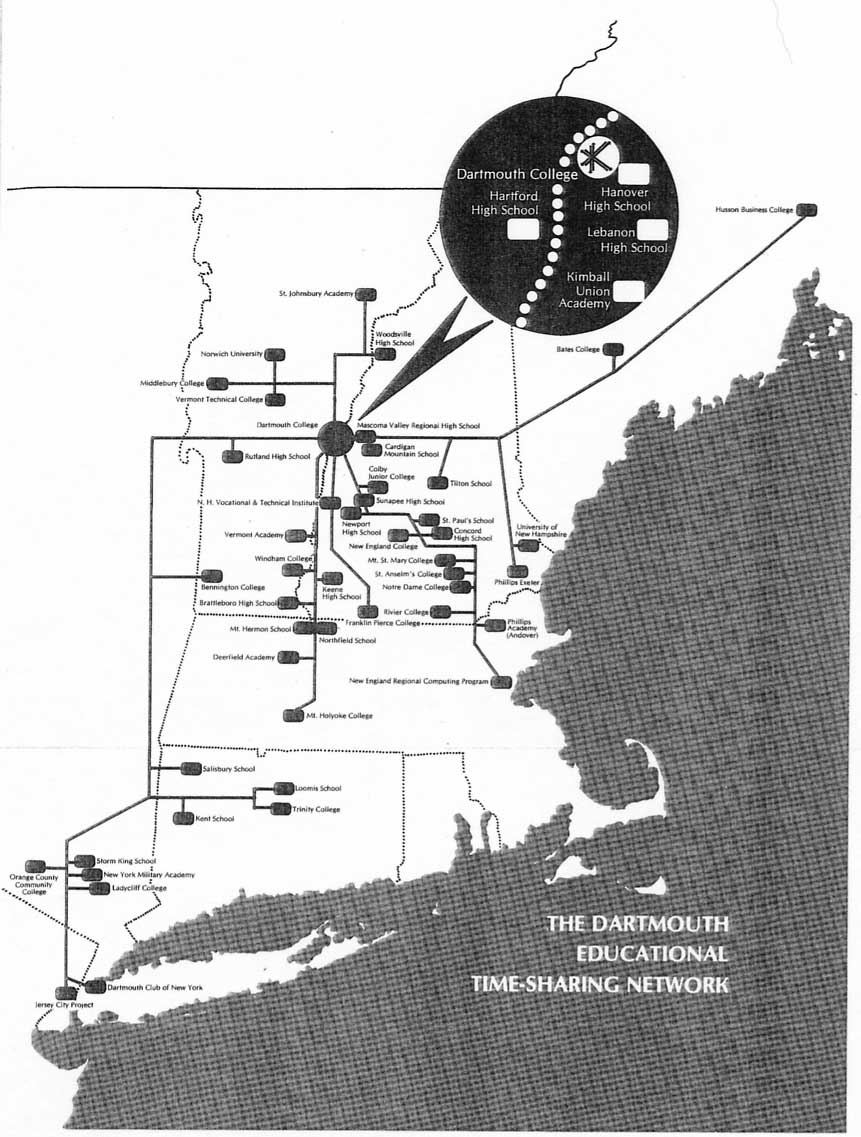 Dartmouth College
Hartford
High School
Hanover
High School
Lebanon
High School
Kimball
Union
Academy
Husson Business College
St. Johnsbury Academy
Woodsville
High School
Norwich University
Bates College
Middlebury College
Vermont Technical College
Dartmouth College
Mascoma Valley Regional High School
Cardigan
Mountain School
Rutland High School
Colby
Junior College
Tilton School
N. H. Vocational & Technical Institute
Sunapee High School
Newport
High School
St. Paul's School
Concord
High School
University of
New Hampshire
Vermont Academy
New England College
Windham College
Mt. St. Mary College
St. Anselm's College
Notre Dame College
Phillips Exeter
Bennington College
Keene
High School
Brattleboro High School
Rivier College
Franklin Pierce College
Phillips
Academy
(Andover)
Mt. Hermon School
Northfield School
Deerfield Academy
New England Regional Computing Program
Mt. Holyoke College
Salisbury School
Loomis School
Trinity College
Kent School
Storm King School
Orange County
Community
College
New York Military Academy
Ladycliff College
THE DARTMOUTH
EDUCATIONAL
TIME-SHARING NETWORK
Dartmouth Club of New York
Jersey City Project